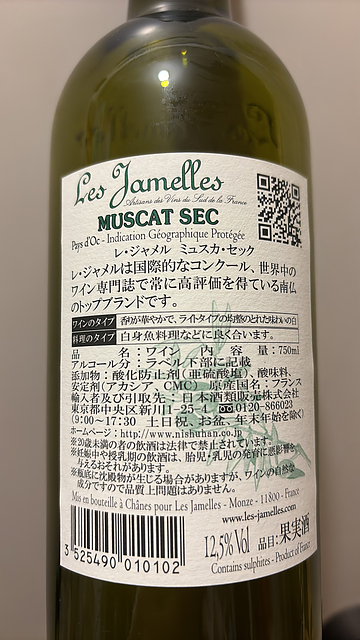 Les Jamelles
Artisans des Vins du Sud de la France
MUSCAT SEC
Pays d'Oc - Indication Géographique Protégée
レ・ジャメル ミュスカ・セック
レ・ジャメルは国際的なコンクール、世界中の
ワイン専門誌で常に高評価を得ている南仏
のトップブランドです。
ワインのタイプ 香りが華やかで、ライトタイプの均整のとれた味わいの白
料理のタイプ 白身魚料理などに良く合います。
品名：ワイン 内容量：750ml
アルコール分：ラベル下部に記載
添加物：酸化防止剤（亜硫酸塩）、酸味料、
安定剤（アカシア、CMC） 原産国名：フランス
輸入者及び引取先：日本酒類販売株式会社
東京都中央区新川1-25-4 0120-866023
（9:00～17:30 土日祝、お盆、年末年始を除く）
ホームページ：http://www.nishuhan.co.jp
※20歳未満の者の飲酒は法律で禁止されています。
※妊娠中や授乳期の飲酒は、胎児・乳児の発育に悪影響を
与えるおそれがあります。
※瓶底に沈殿物が生じる場合がありますが、ワインの自然な
成分ですので品質上問題はありません。
Mis en bouteille à Chânes pour Les Jamelles - Monze - 11800 - France
www.les-jamelles.com
12,5% Vol 品目：果実酒
Contains sulphites - Product of France
3 525490 010102